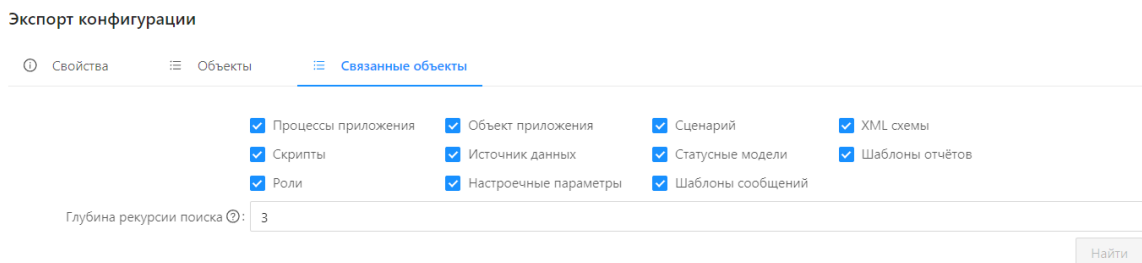 Экспорт конфигурации
Свойства Объекты Связанные объекты
Процессы приложения Объект приложения Сценарий XML схемы
Скрипты Источник данных Статусные модели Шаблоны отчётов
Роли Настроечные параметры Шаблоны сообщений
Глубина рекурсии поиска ?: 3
Найти